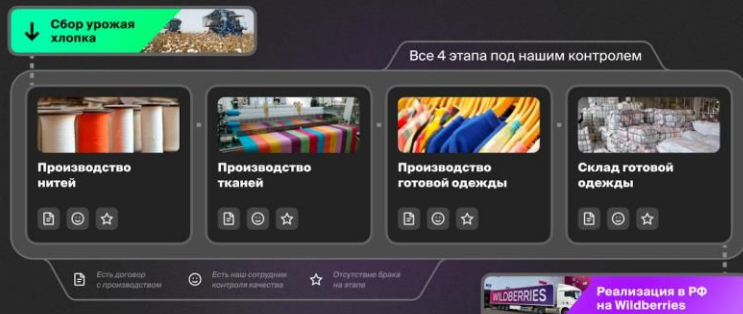 Сбор урожая
хлопка
Все 4 этапа под нашим контролем
Производство
нитей
Производство
тканей
Производство
готовой одежды
Склад готовой
одежды
Есть договор
с производством
Есть наш сотрудник
контроля качества
Отсутствие брака
на этапе
WILDBERRIES
Реализация в РФ
на Wildberries